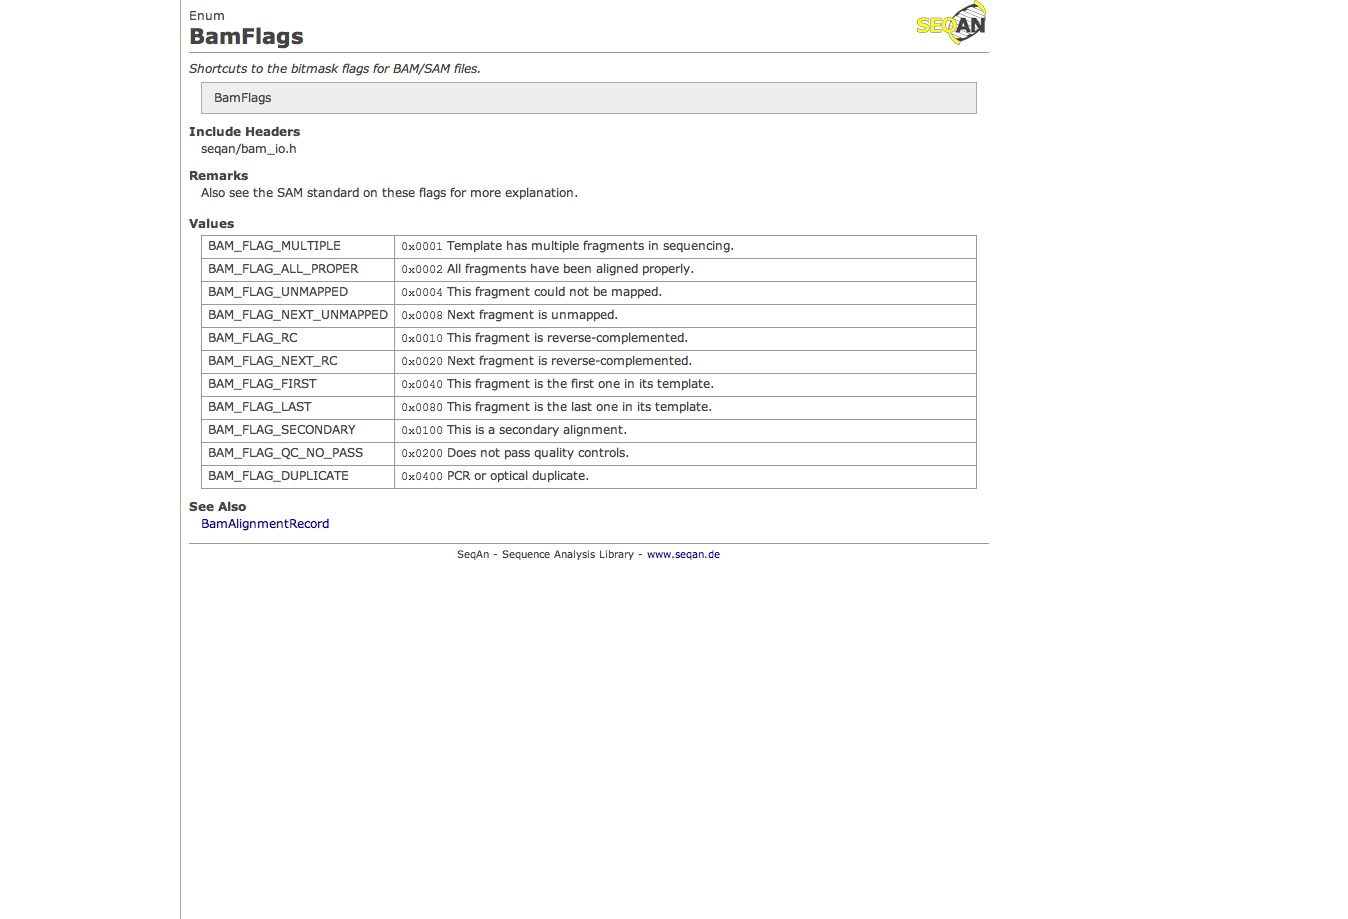 Enum
BamFlags
SEQAN
Shortcuts to the bitmask flags for BAM/SAM files.
BamFlags
Include Headers
seqan/bam_io.h
Remarks
Also see the SAM standard on these flags for more explanation.
Values
BAM_FLAG_MULTIPLE 0x0001 Template has multiple fragments in sequencing.
BAM_FLAG_ALL_PROPER 0x0002 All fragments have been aligned properly.
BAM_FLAG_UNMAPPED 0x0004 This fragment could not be mapped.
BAM_FLAG_NEXT_UNMAPPED 0x0008 Next fragment is unmapped.
BAM_FLAG_RC 0x0010 This fragment is reverse-complemented.
BAM_FLAG_NEXT_RC 0x0020 Next fragment is reverse-complemented.
BAM_FLAG_FIRST 0x0040 This fragment is the first one in its template.
BAM_FLAG_LAST 0x0080 This fragment is the last one in its template.
BAM_FLAG_SECONDARY 0x0100 This is a secondary alignment.
BAM_FLAG_QC_NO_PASS 0x0200 Does not pass quality controls.
BAM_FLAG_DUPLICATE 0x0400 PCR or optical duplicate.
See Also
BamAlignmentRecord
SeqAn - Sequence Analysis Library - www.seqan.de